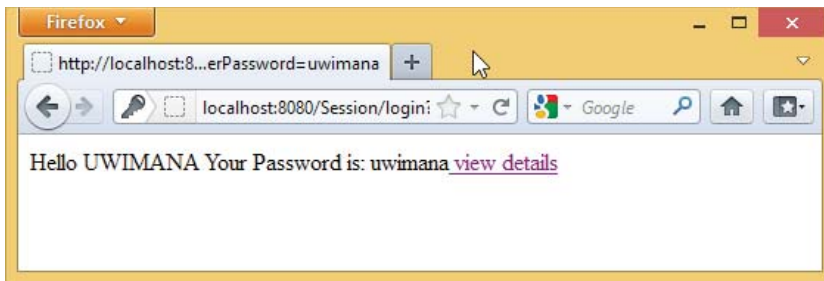 Firefox
http://localhost:8...erPassword=uwimana
localhost:8080/Session/login?
Google
Hello UWIMANA Your Password is: uwimana view details